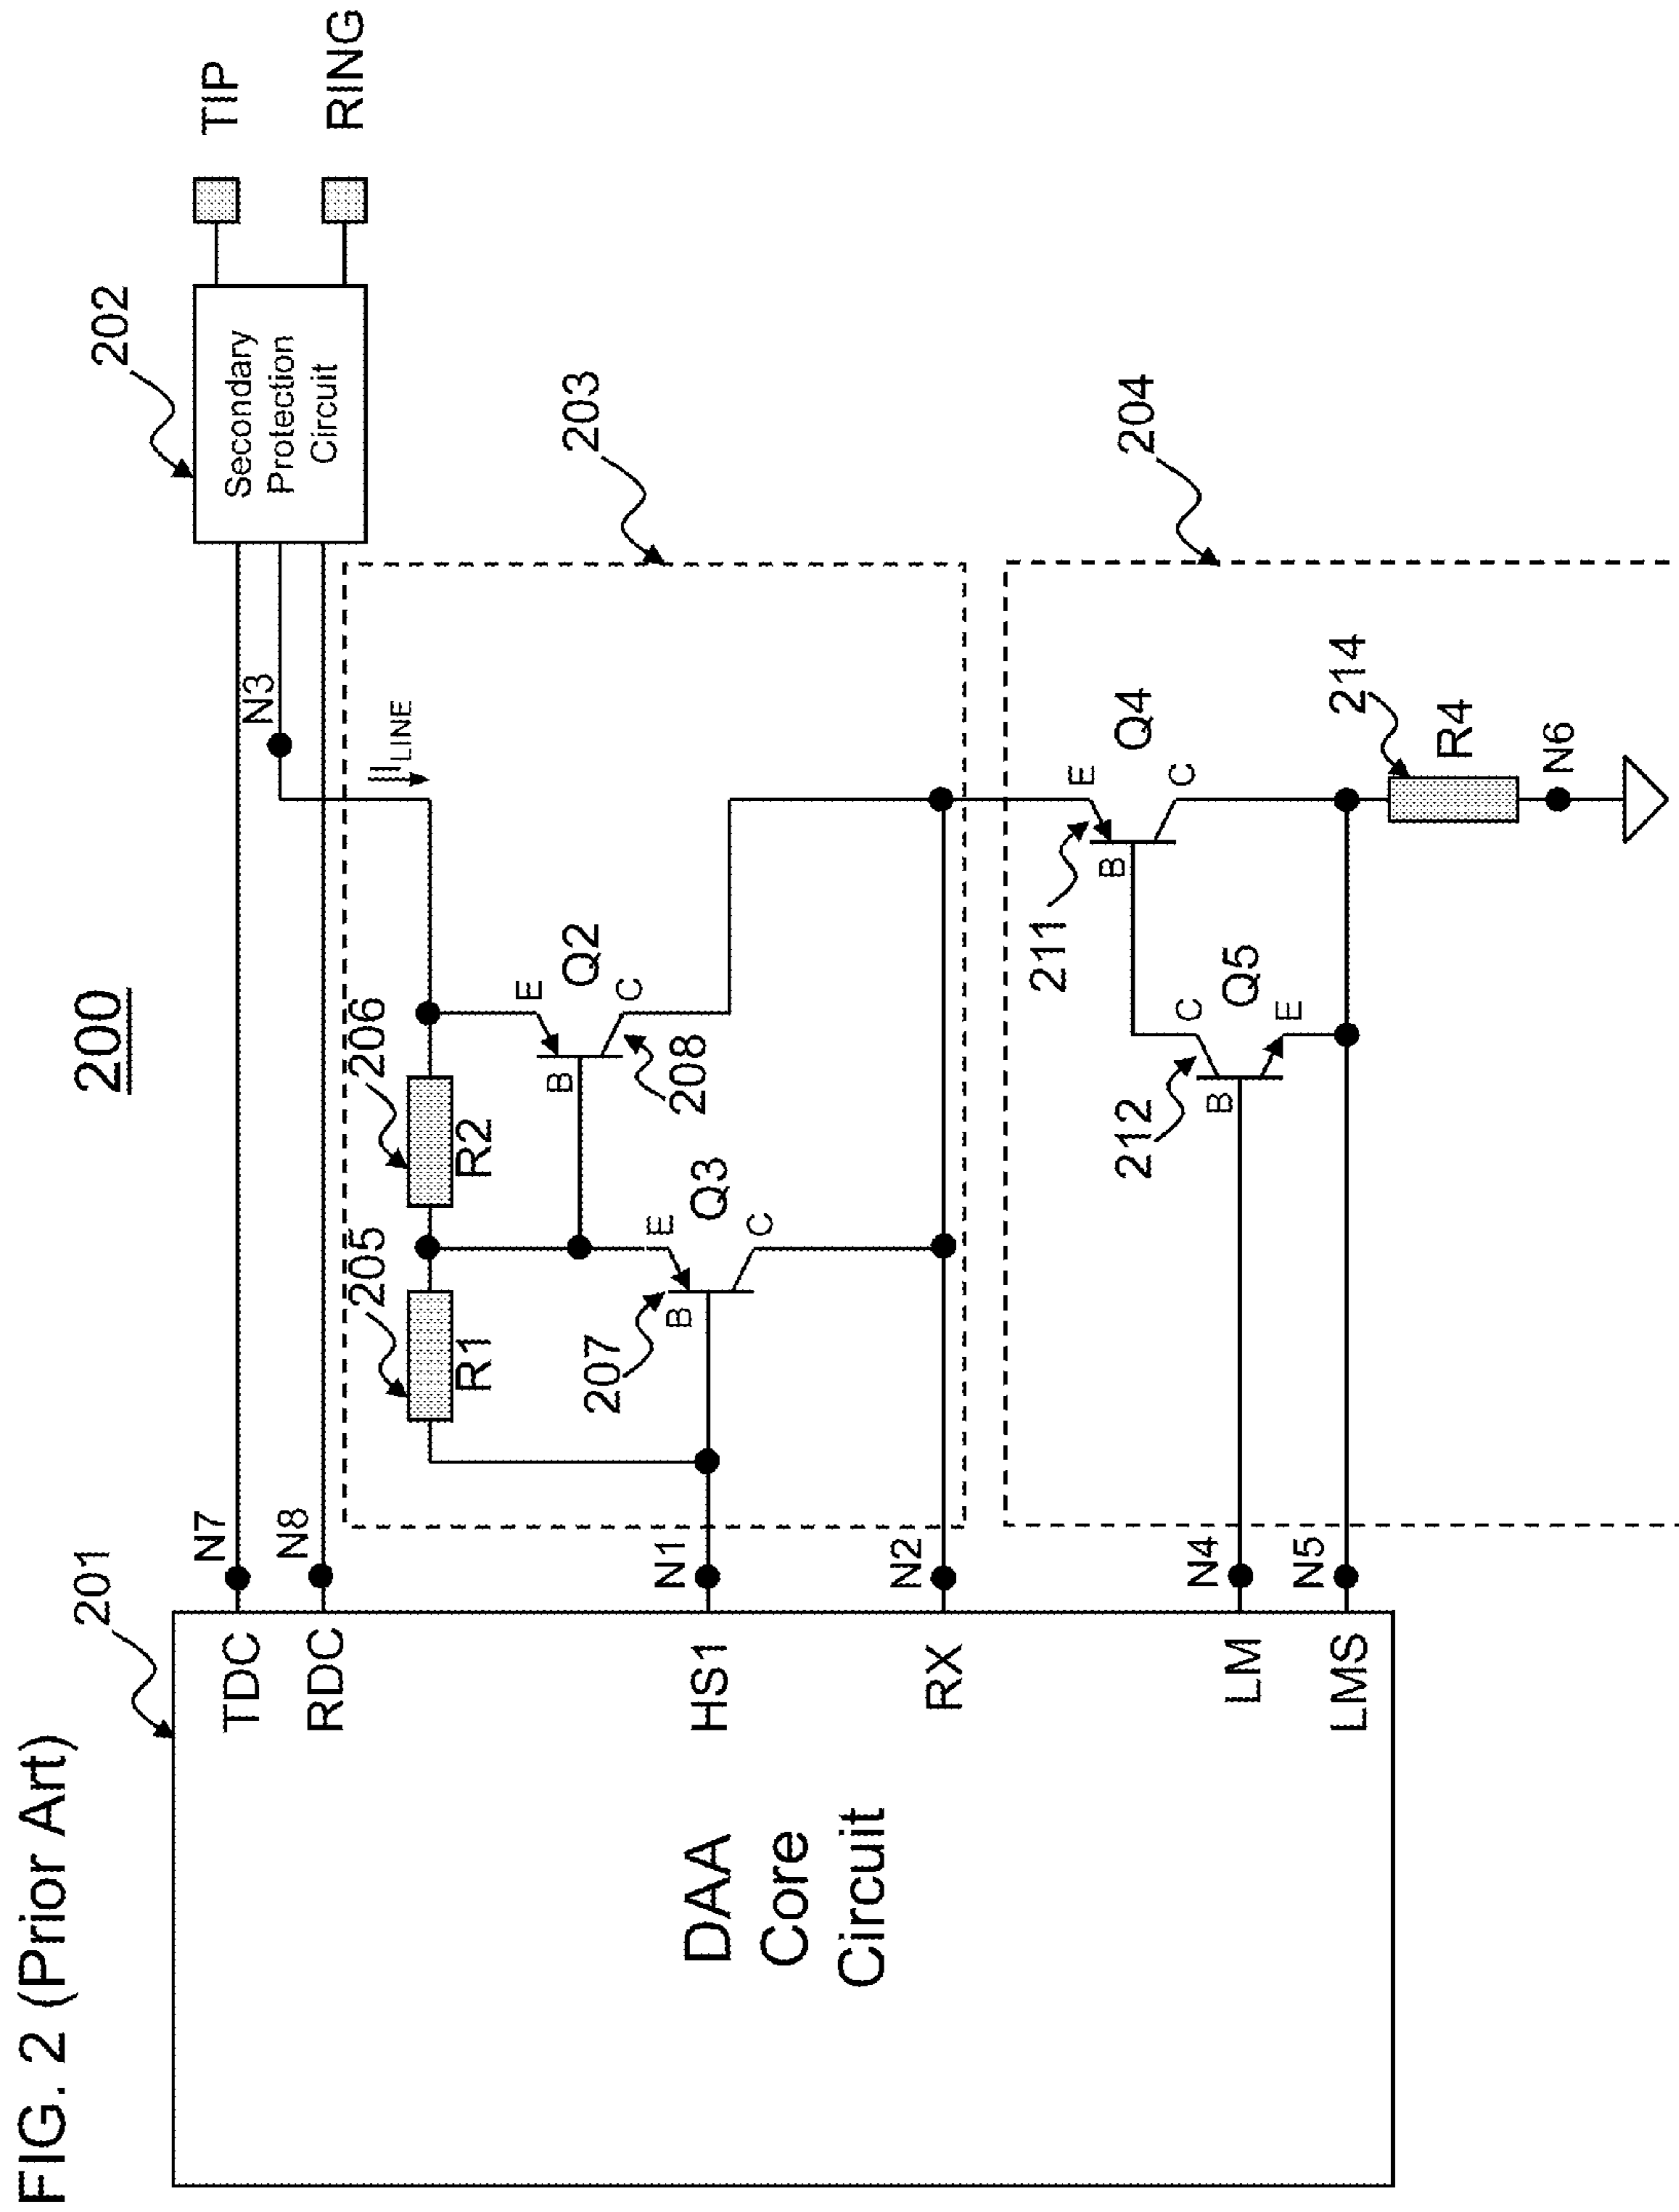 FIG. 2 (Prior Art)
200
201
202
TIP
RING
Secondary
Protection
Circuit
TDC
N7
RDC
N8
N3
I LINE
203
205
R1
206
R2
Q2
E
B
C
208
Q3
E
B
C
207
HS1
N1
RX
N2
DAA
Core
Circuit
204
Q4
E
B
C
211
Q5
C
B
E
212
LM
N4
LMS
N5
214
R4
N6